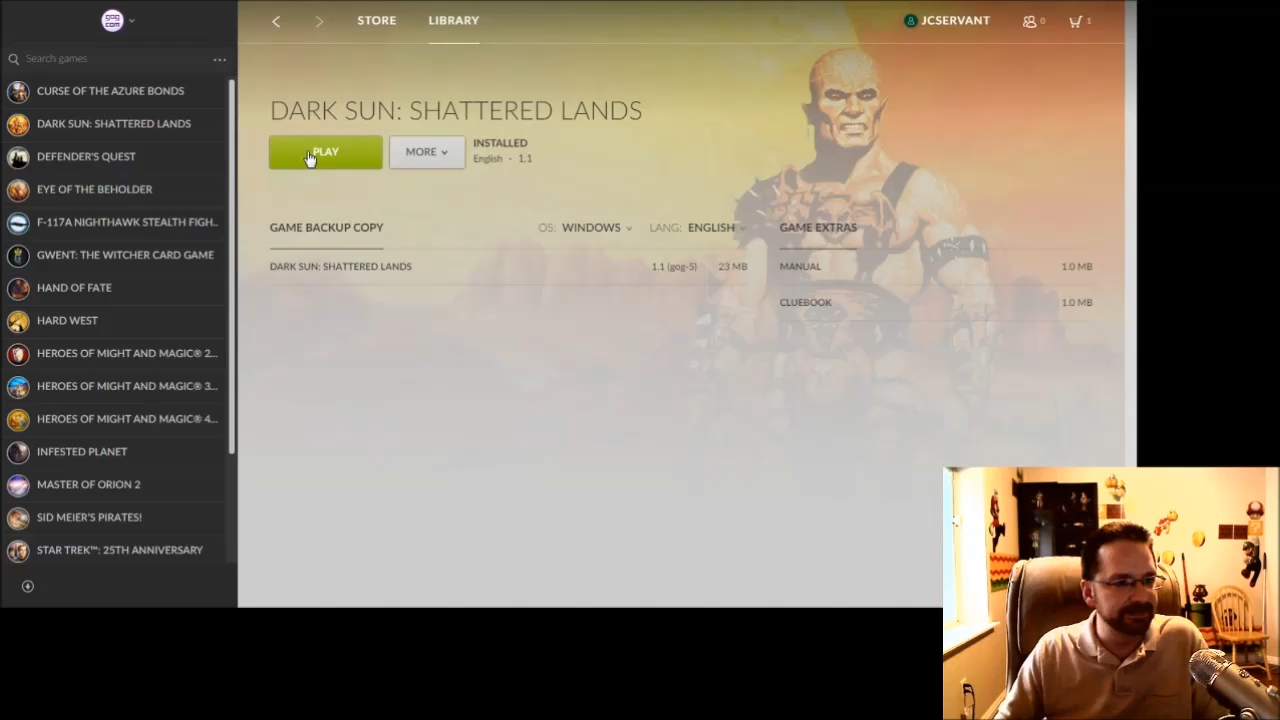 gog
com
STORE
LIBRARY
JCSERVANT
0
1
Search games
CURSE OF THE AZURE BONDS
DARK SUN: SHATTERED LANDS
DEFENDER'S QUEST
EYE OF THE BEHOLDER
F-117A NIGHTHAWK STEALTH FIGH..
GWENT: THE WITCHER CARD GAME
HAND OF FATE
HARD WEST
HEROES OF MIGHT AND MAGIC® 2...
HEROES OF MIGHT AND MAGIC® 3...
HEROES OF MIGHT AND MAGIC® 4...
INFESTED PLANET
MASTER OF ORION 2
SID MEIER'S PIRATES!
STAR TREK™: 25TH ANNIVERSARY
DARK SUN: SHATTERED LANDS
PLAY
MORE
INSTALLED
English · 1.1
GAME BACKUP COPY
OS: WINDOWS
LANG: ENGLISH
DARK SUN: SHATTERED LANDS
1.1 (gog-5)
23 MB
GAME EXTRAS
MANUAL
1.0 MB
CLUEBOOK
1.0 MB